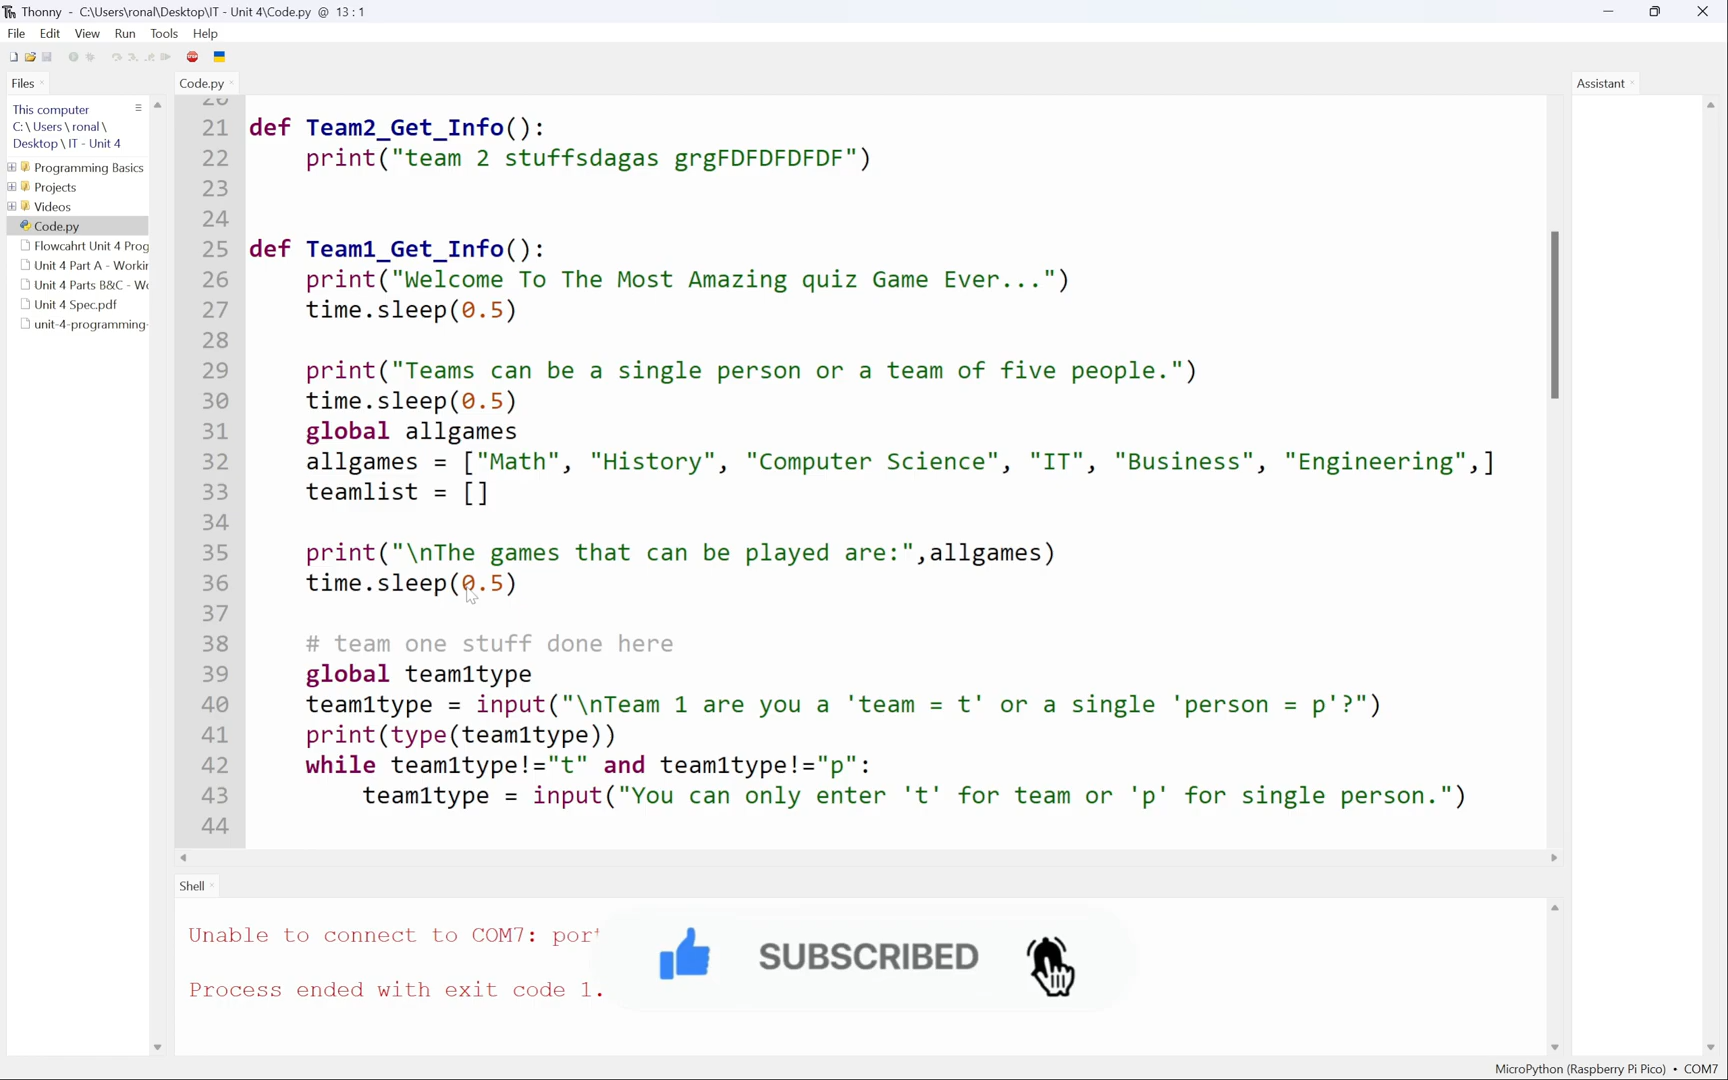 Thonny - C:\Users\ronal\Desktop\IT - Unit 4\Code.py @ 13 : 1
File Edit View Run Tools Help
Files
This computer
C: \ Users \ ronal \
Desktop \ IT - Unit 4
Programming Basics
Projects
Videos
Code.py
Flowcahrt Unit 4 Prog
Unit 4 Part A - Workin
Unit 4 Parts B&C - Wo
Unit 4 Spec.pdf
unit-4-programming-
Code.py
20
21 def Team2_Get_Info():
22 print("team 2 stuffsdagas grgFDFDFDFDF")
23
24
25 def Team1_Get_Info():
26 print("Welcome To The Most Amazing quiz Game Ever...")
27 time.sleep(0.5)
28
29 print("Teams can be a single person or a team of five people.")
30 time.sleep(0.5)
31 global allgames
32 allgames = ["Math", "History", "Computer Science", "IT", "Business", "Engineering",]
33 teamlist = []
34
35 print("\nThe games that can be played are:",allgames)
36 time.sleep(0.5)
37
38 # team one stuff done here
39 global team1type
40 team1type = input("\nTeam 1 are you a 'team = t' or a single 'person = p'?")
41 print(type(team1type))
42 while team1type!="t" and team1type!="p":
43 team1type = input("You can only enter 't' for team or 'p' for single person.")
44
Shell
Unable to connect to COM7: port
Process ended with exit code 1.
SUBSCRIBED
Assistant
MicroPython (Raspberry Pi Pico) • COM7